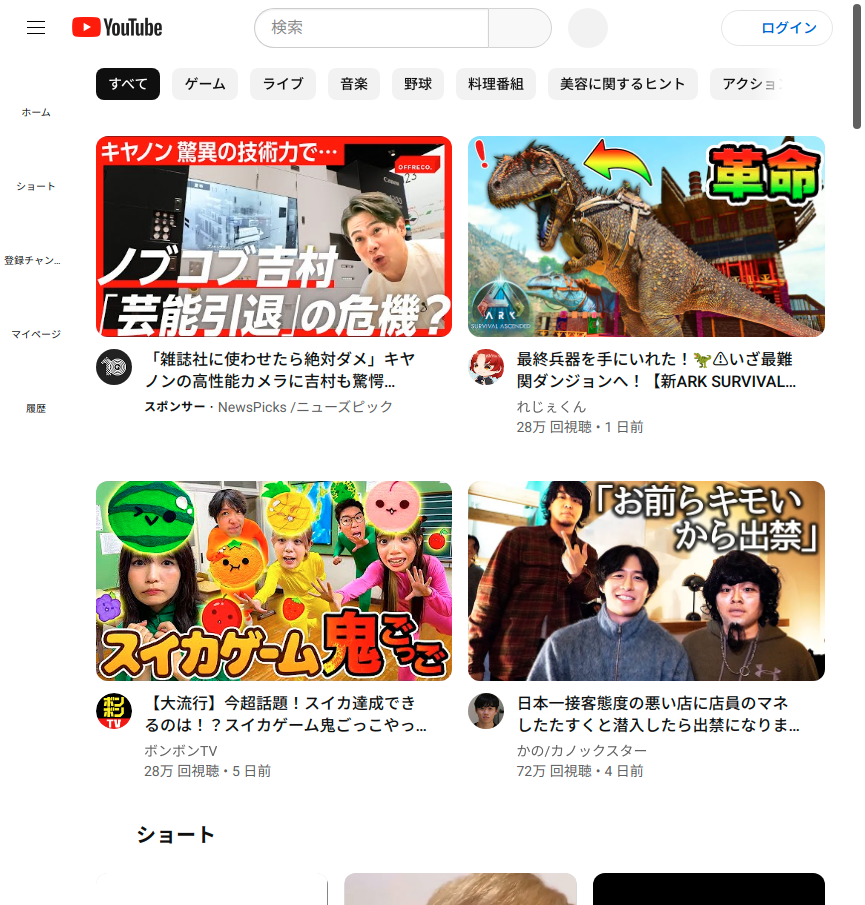 YouTube
検索
ログイン
すべて
ゲーム
ライブ
音楽
野球
料理番組
美容に関するヒント
アクショ
ホーム
ショート
登録チャン...
マイページ
履歴
キヤノン 驚異の技術力で…
OFFRECO.
Canon
ノブコブ吉村
「芸能引退」の危機？
「雑誌社に使わせたら絶対ダメ」キヤ
ノンの高性能カメラに吉村も驚愕...
スポンサー・NewsPicks /ニューズピック
!
革命
ARK
SURVIVAL ASCENDED
最終兵器を手にいれた！🦖⚠いざ最難
関ダンジョンへ！【新ARK SURVIVAL...
れじぇくん
28万 回視聴・1 日前
スイカゲーム鬼ごっご
ボンボンTV
【大流行】今超話題！スイカ達成でき
るのは！？スイカゲーム鬼ごっこやっ...
ボンボンTV
28万 回視聴・5 日前
「お前らキモい
から出禁」
日本一接客態度の悪い店に店員のマネ
したたすくと潜入したら出禁になりま...
かの/カノックスター
72万 回視聴・4 日前
ショート